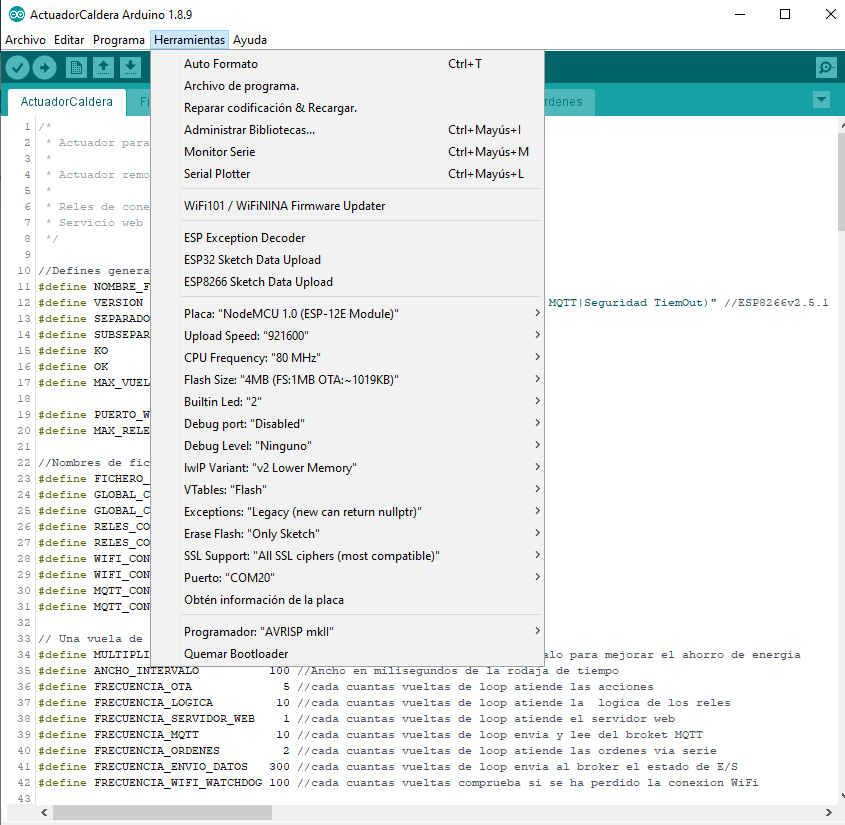 ActuadorCaldera Arduino 1.8.9
Archivo Editar Programa Herramientas Ayuda
ActuadorCaldera Fi rdenes
Auto Formato Ctrl+T
Archivo de programa.
Reparar codificación & Recargar.
Administrar Bibliotecas... Ctrl+Mayús+I
Monitor Serie Ctrl+Mayús+M
Serial Plotter Ctrl+Mayús+L
WiFi101 / WiFiNINA Firmware Updater
ESP Exception Decoder
ESP32 Sketch Data Upload
ESP8266 Sketch Data Upload
Placa: "NodeMCU 1.0 (ESP-12E Module)"
Upload Speed: "921600"
CPU Frequency: "80 MHz"
Flash Size: "4MB (FS:1MB OTA:~1019KB)"
Builtin Led: "2"
Debug port: "Disabled"
Debug Level: "Ninguno"
lwIP Variant: "v2 Lower Memory"
VTables: "Flash"
Exceptions: "Legacy (new can return nullptr)"
Erase Flash: "Only Sketch"
SSL Support: "All SSL ciphers (most compatible)"
Puerto: "COM20"
Obtén información de la placa
Programador: "AVRISP mkII"
Quemar Bootloader
1 /*
2 * Actuador para
3 *
4 * Actuador remo
5 *
6 * Reles de cone
7 * Servicio web
8 */
9
10 //Defines genera
11 #define NOMBRE_F
12 #define VERSION MQTT|Seguridad TiemOut)" //ESP8266v2.5.1
13 #define SEPARADO
14 #define SUBSEPAR
15 #define KO
16 #define OK
17 #define MAX_VUEL
18
19 #define PUERTO_W
20 #define MAX_RELE
21
22 //Nombres de fic
23 #define FICHERO_
24 #define GLOBAL_C
25 #define GLOBAL_C
26 #define RELES_CO
27 #define RELES_CO
28 #define WIFI_CON
29 #define WIFI_CON
30 #define MQTT_CON
31 #define MQTT_CON
32
33 // Una vuela de
34 #define MULTIPLI alo para mejorar el ahorro de energia
35 #define ANCHO_INTERVALO 100 //Ancho en milisegundos de la rodaja de tiempo
36 #define FRECUENCIA_OTA 5 //cada cuantas vueltas de loop atiende las acciones
37 #define FRECUENCIA_LOGICA 10 //cada cuantas vueltas de loop atiende la logica de los reles
38 #define FRECUENCIA_SERVIDOR_WEB 1 //cada cuantas vueltas de loop atiende el servidor web
39 #define FRECUENCIA_MQTT 10 //cada cuantas vueltas de loop envia y lee del broket MQTT
40 #define FRECUENCIA_ORDENES 2 //cada cuantas vueltas de loop atiende las ordenes via serie
41 #define FRECUENCIA_ENVIO_DATOS 300 //cada cuantas vueltas de loop envia al broker el estado de E/S
42 #define FRECUENCIA_WIFI_WATCHDOG 100 //cada cuantas vueltas comprueba si se ha perdido la conexion WiFi
43